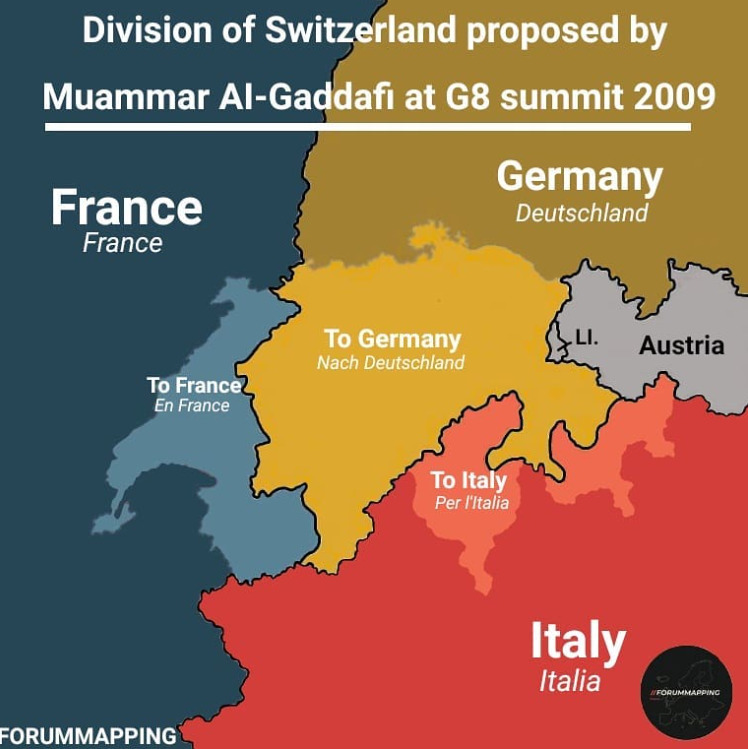 Division of Switzerland proposed by
Muammar Al-Gaddafi at G8 summit 2009
France
France
Germany
Deutschland
To Germany
Nach Deutschland
LI.
Austria
To France
En France
To Italy
Per l'Italia
Italy
Italia
//FORUMMAPPING
FORUMMAPPING